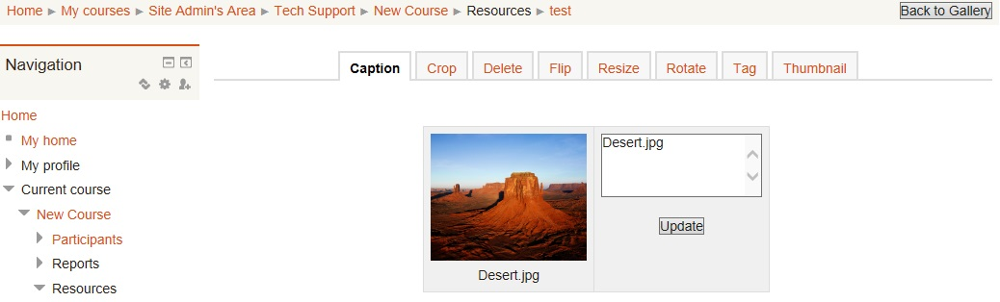 Home ► My courses ► Site Admin's Area ► Tech Support ► New Course ► Resources ► test
Back to Gallery
Navigation
Caption Crop Delete Flip Resize Rotate Tag Thumbnail
Home
My home
My profile
Current course
New Course
Participants
Reports
Resources
Desert.jpg
Desert.jpg
Update